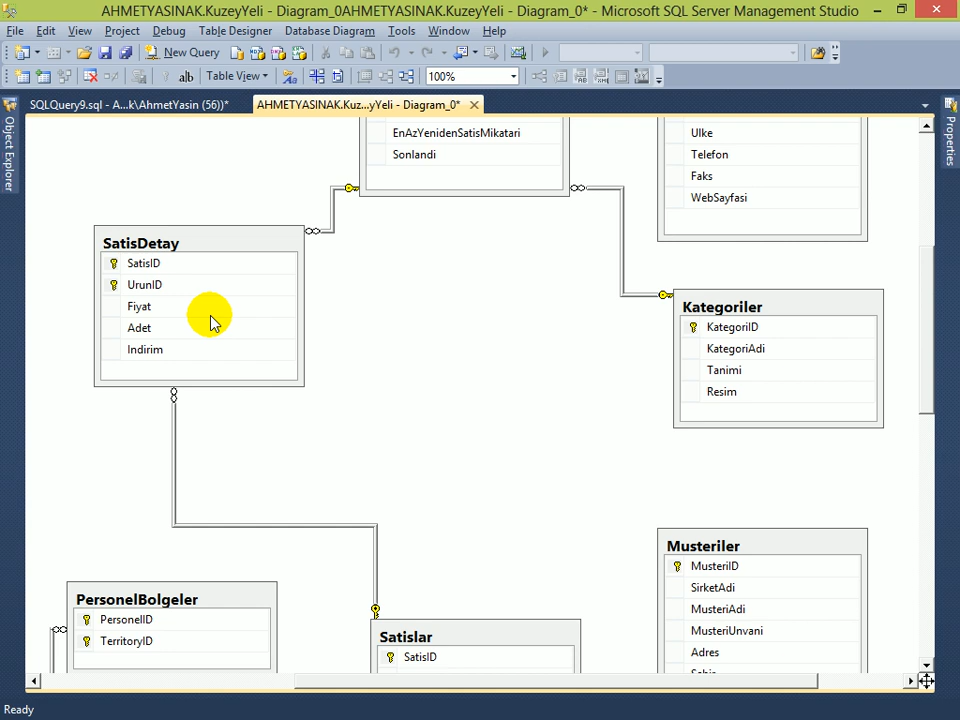 AHMETYASINAK.KuzeyYeli - Diagram_0AHMETYASINAK.KuzeyYeli - Diagram_0* - Microsoft SQL Server Management Studio
File Edit View Project Debug Table Designer Database Diagram Tools Window Help
New Query
ab Table View 100%
SQLQuery9.sql - A...k\AhmetYasin (56))* AHMETYASINAK.Kuz...yYeli - Diagram_0*
Object Explorer
Properties
EnAzYenidenSatisMikatari
Sonlandi
Ulke
Telefon
Faks
WebSayfasi
SatisDetay
SatisID
UrunID
Fiyat
Adet
Indirim
Kategoriler
KategoriID
KategoriAdi
Tanimi
Resim
PersonelBolgeler
PersonelID
TerritoryID
Satislar
SatisID
Musteriler
MusteriID
SirketAdi
MusteriAdi
MusteriUnvani
Adres
Ready